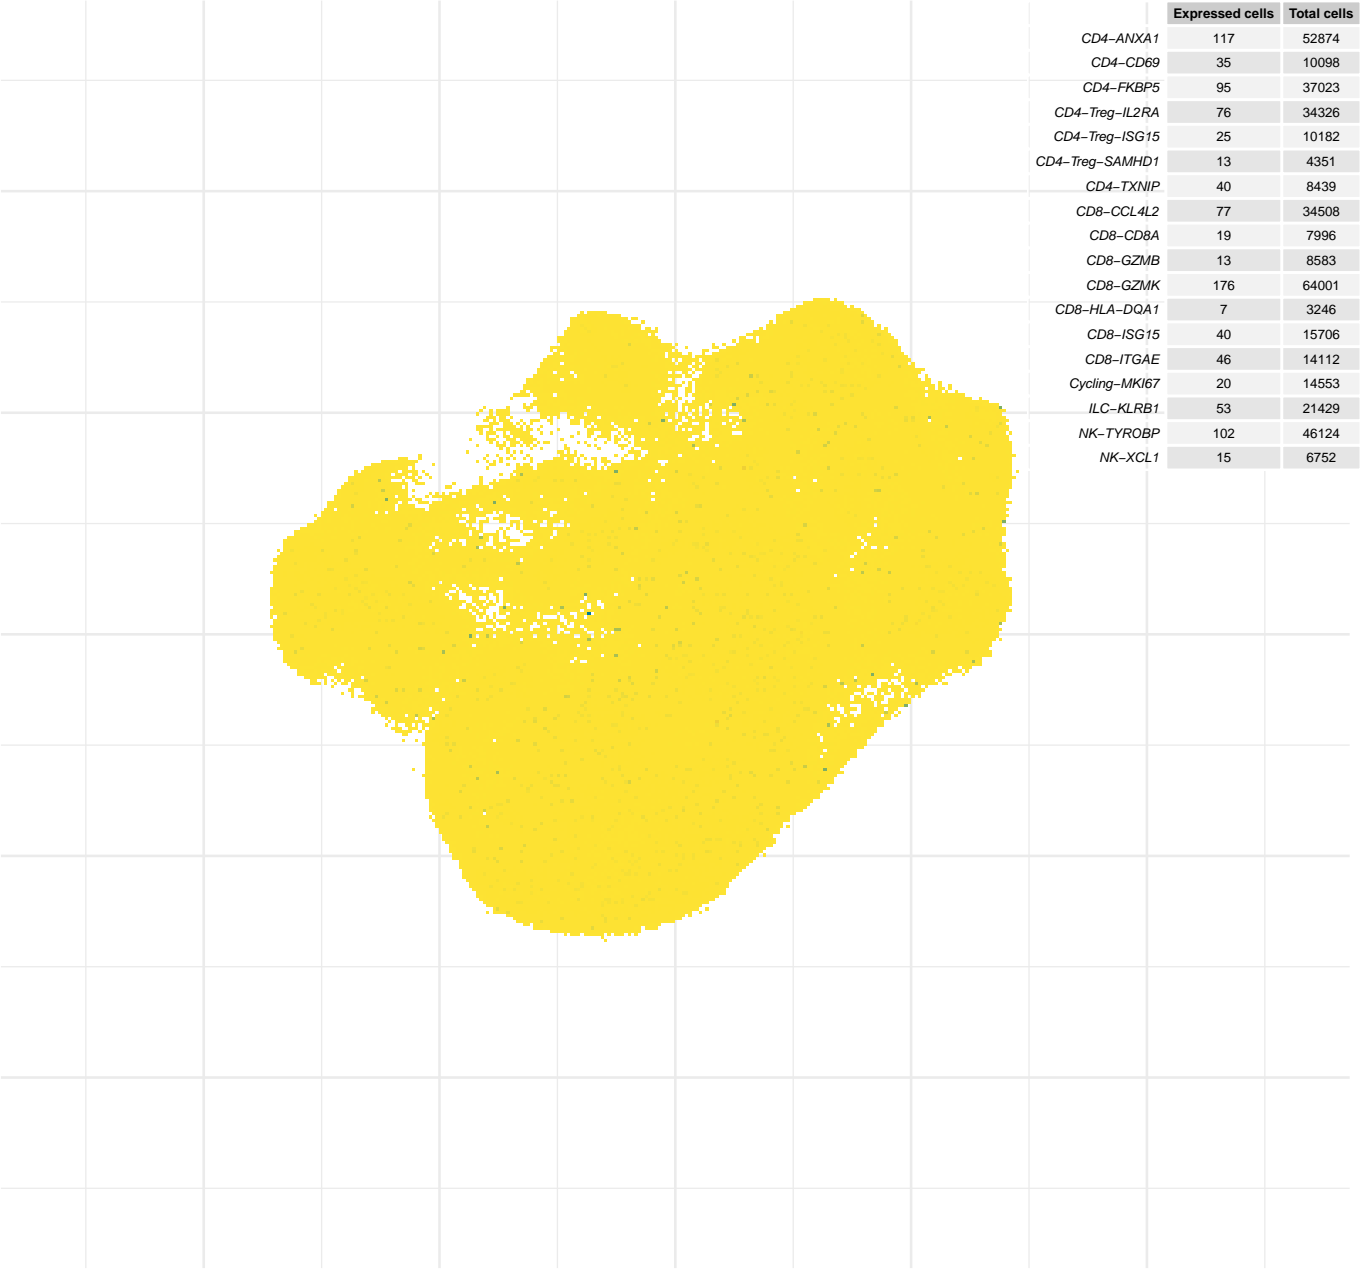 Expressed cells Total cells
CD4−ANXA1 117 52874
CD4−CD69 35 10098
CD4−FKBP5 95 37023
CD4−Treg−IL2RA 76 34326
CD4−Treg−ISG15 25 10182
CD4−Treg−SAMHD1 13 4351
CD4−TXNIP 40 8439
CD8−CCL4L2 77 34508
CD8−CD8A 19 7996
CD8−GZMB 13 8583
CD8−GZMK 176 64001
CD8−HLA−DQA1 7 3246
CD8−ISG15 40 15706
CD8−ITGAE 46 14112
Cycling−MKI67 20 14553
ILC−KLRB1 53 21429
NK−TYROBP 102 46124
NK−XCL1 15 6752